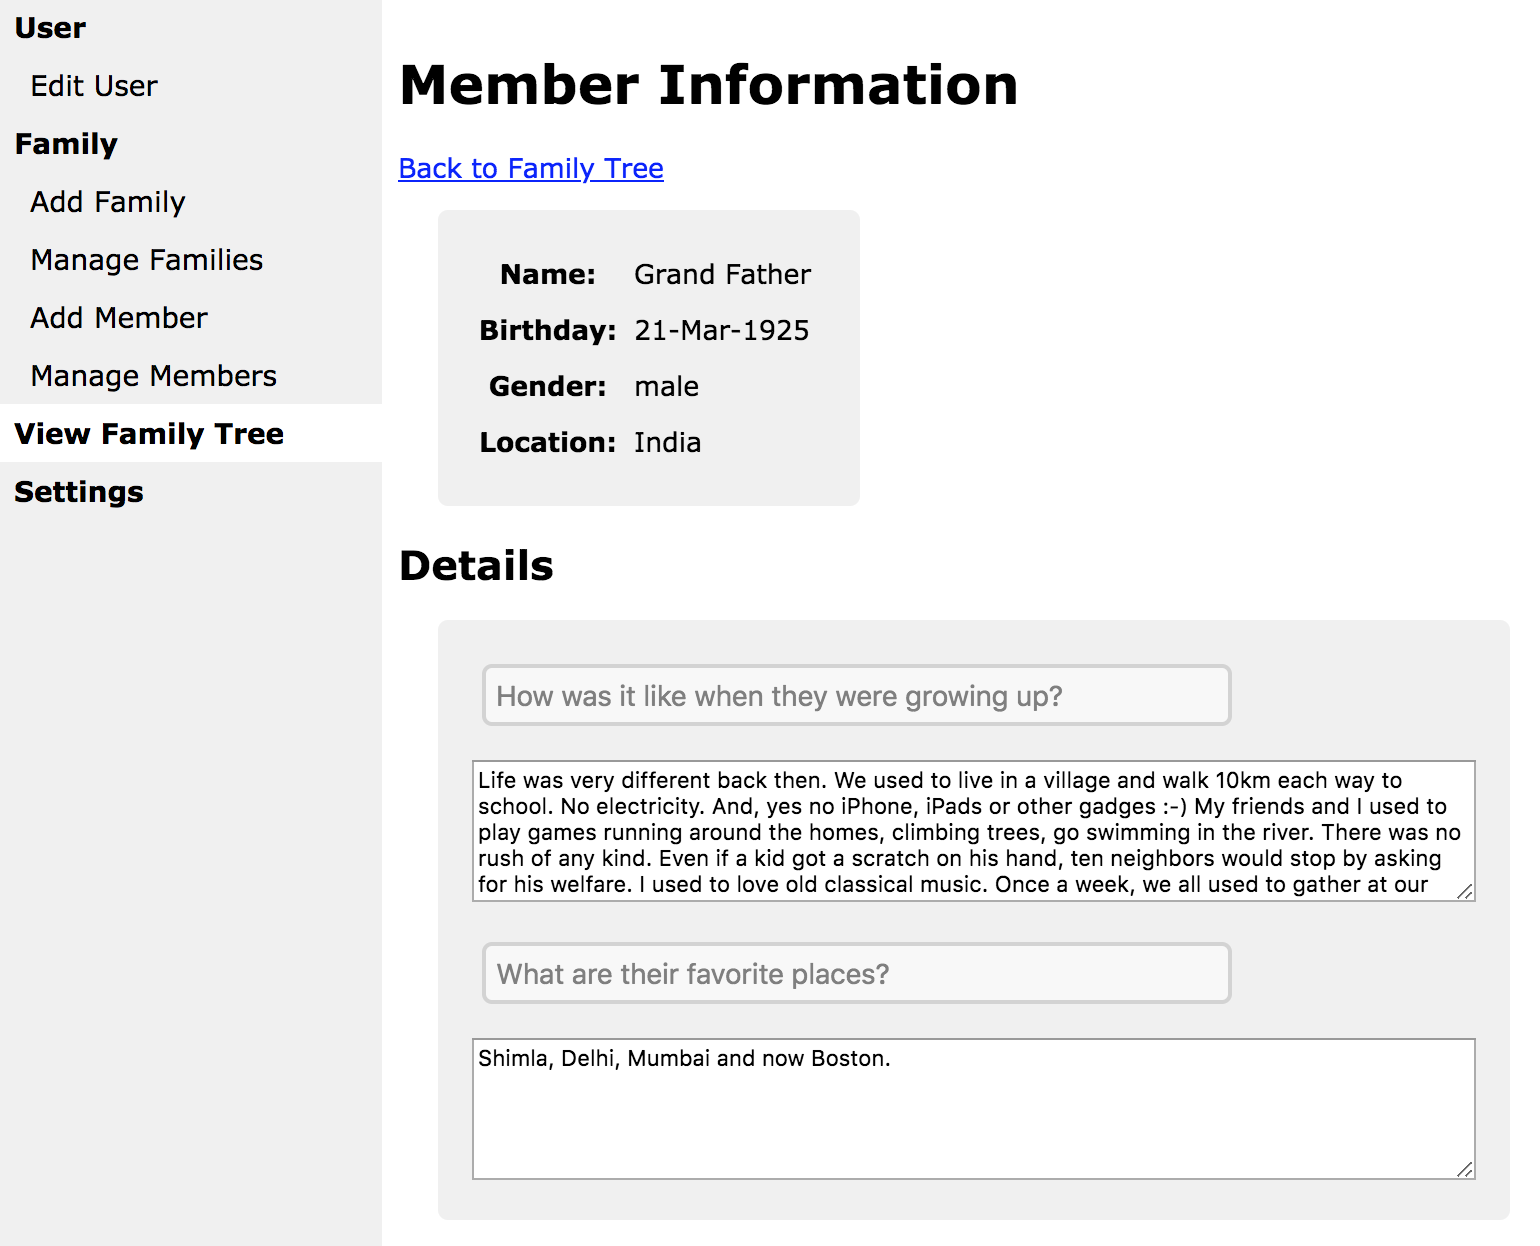 User
Edit User
Family
Add Family
Manage Families
Add Member
Manage Members
View Family Tree
Settings
Member Information
Back to Family Tree
Name: Grand Father
Birthday: 21-Mar-1925
Gender: male
Location: India
Details
How was it like when they were growing up?
Life was very different back then. We used to live in a village and walk 10km each way to
school. No electricity. And, yes no iPhone, iPads or other gadges :-) My friends and I used to
play games running around the homes, climbing trees, go swimming in the river. There was no
rush of any kind. Even if a kid got a scratch on his hand, ten neighbors would stop by asking
for his welfare. I used to love old classical music. Once a week, we all used to gather at our
What are their favorite places?
Shimla, Delhi, Mumbai and now Boston.